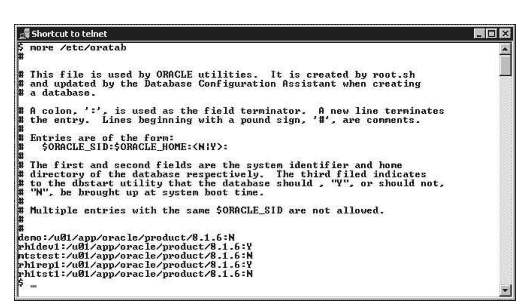 Shortcut to telnet
$ more /etc/oratab
#
# This file is used by ORACLE utilities.  It is created by root.sh
# and updated by the Database Configuration Assistant when creating
# a database.
# A colon, ':', is used as the field terminator.  A new line terminates
# the entry.  Lines beginning with a pound sign, '#', are comments.
# Entries are of the form:
#   $ORACLE_SID:$ORACLE_HOME:<N|Y>:
# The first and second fields are the system identifier and home
# directory of the database respectively.  The third filed indicates
# to the dbstart utility that the database should , "Y", or should not,
# "N", be brought up at system boot time.
# Multiple entries with the same $ORACLE_SID are not allowed.
#
#
demo:/u01/app/oracle/product/8.1.6:N
rh1dev1:/u01/app/oracle/product/8.1.6:Y
mtstest:/u01/app/oracle/product/8.1.6:N
rh1rep1:/u01/app/oracle/product/8.1.6:Y
rh1tst1:/u01/app/oracle/product/8.1.6:N
$ _